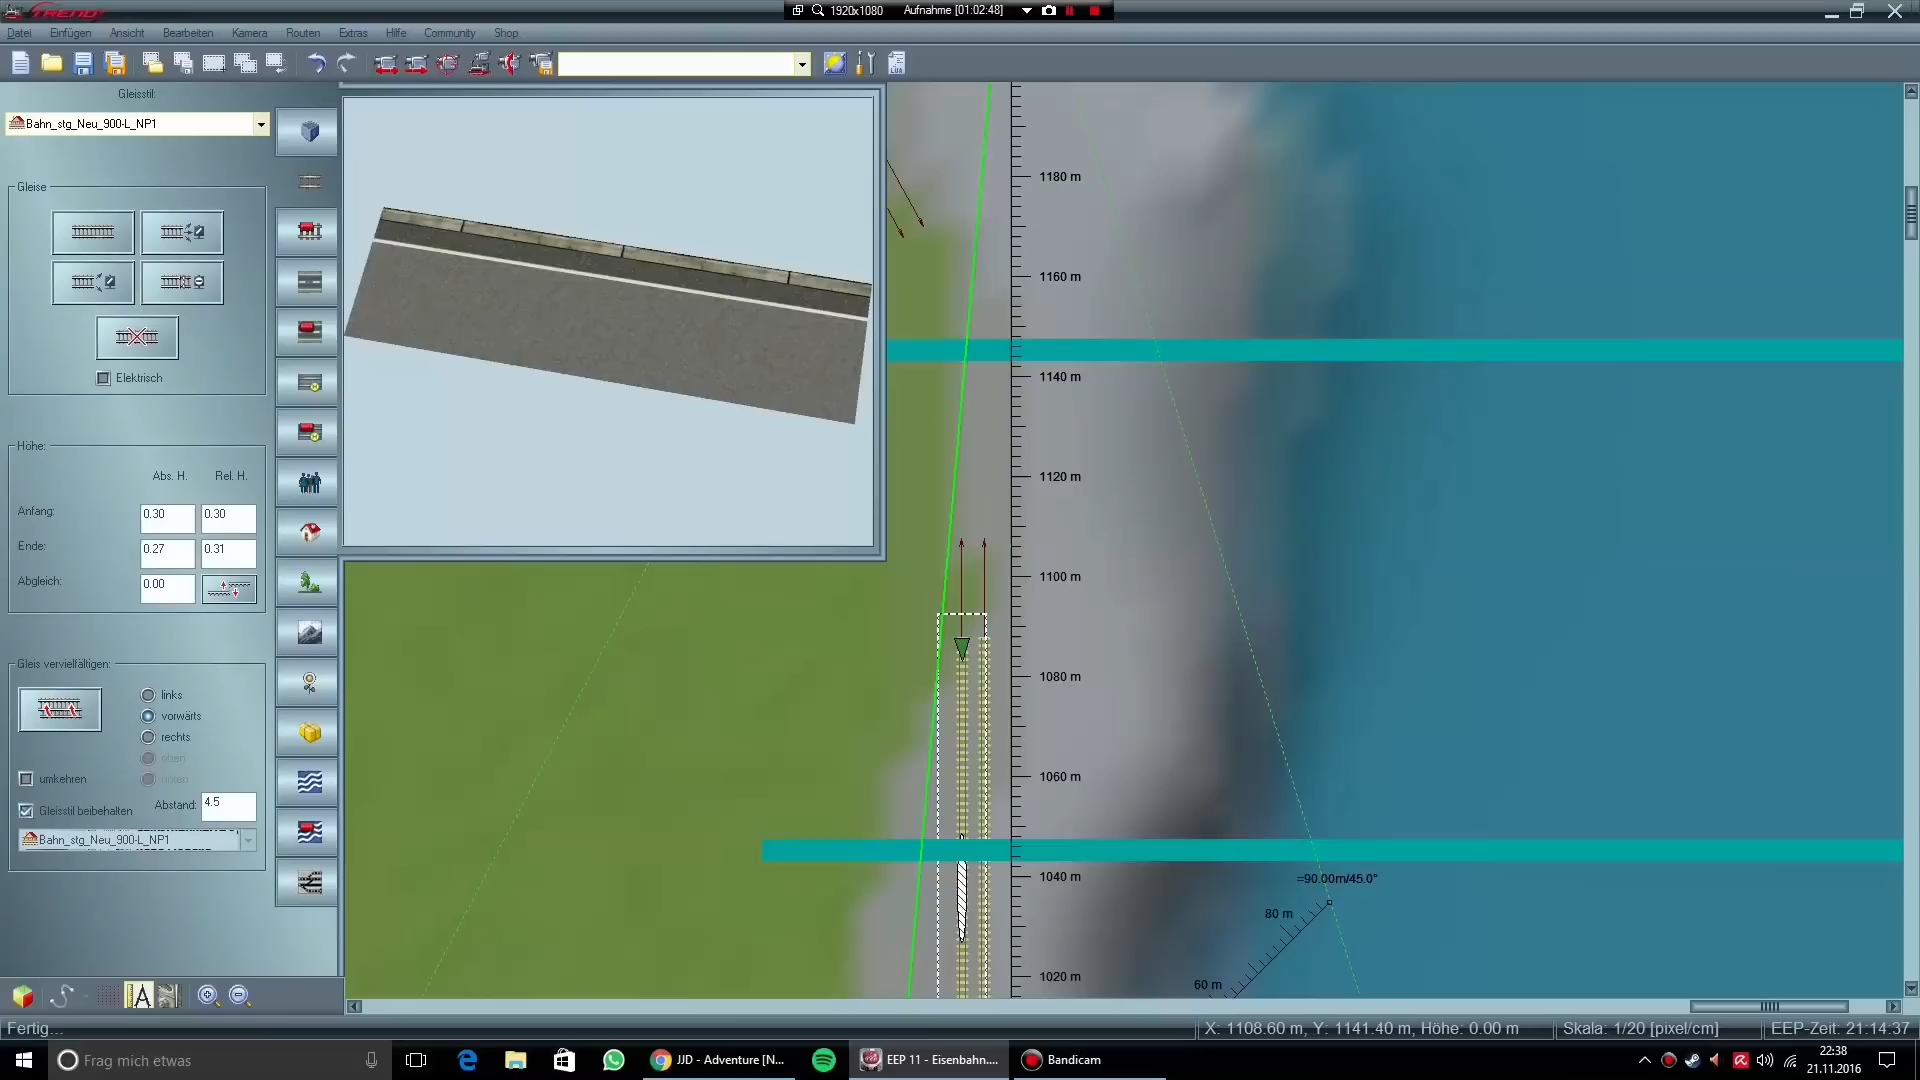 1920x1080 Aufnahme [01:02:48]
TREND
Datei Einfügen Ansicht Bearbeiten Kamera Routen Extras Hilfe Community Shop
LUA
Gleisstil:
Bahn_stg_Neu_900-L_NP1
Gleise
Elektrisch
Höhe:
Abs. H. Rel. H.
Anfang: 0.30 0.30
Ende: 0.27 0.31
Abgleich: 0.00
Gleis vervielfältigen:
links
vorwärts
rechts
oben
unten
umkehren
Abstand: 4.5
Gleisstil beibehalten
Bahn_stg_Neu_900-L_NP1
1180 m
1160 m
1140 m
1120 m
1100 m
1080 m
1060 m
1040 m
1020 m
=90.00m/45.0°
80 m
60 m
Fertig...
X: 1108.60 m, Y: 1141.40 m, Höhe: 0.00 m
Skala: 1/20 [pixel/cm]
EEP-Zeit: 21:14:37
Frag mich etwas
JJD - Adventure [N...
EEP 11 - Eisenbahn....
Bandicam
22:38
21.11.2016